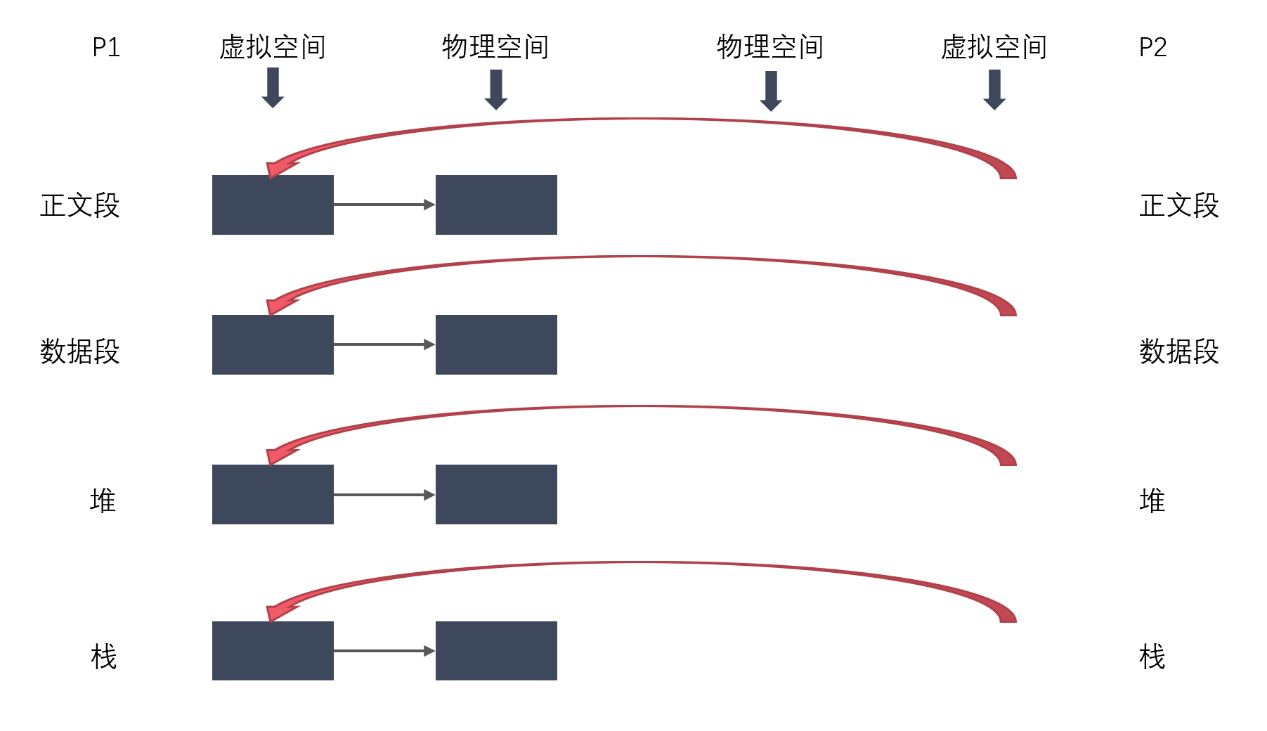 P1 虚拟空间 物理空间 物理空间 虚拟空间 P2
正文段 正文段
数据段 数据段
堆 堆
栈 栈